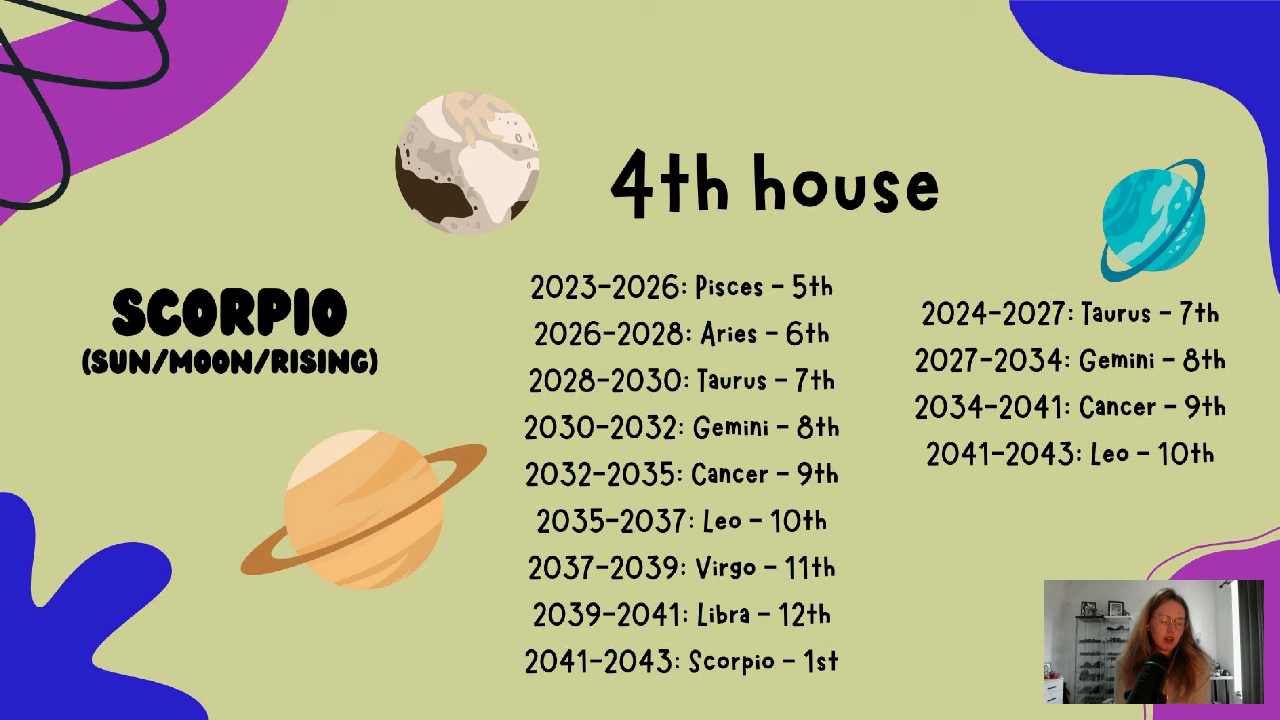 4th house
SCORPIO
(SUN/MOON/RISING)
2023-2026: Pisces - 5th
2026-2028: Aries - 6th
2028-2030: Taurus - 7th
2030-2032: Gemini - 8th
2032-2035: Cancer - 9th
2035-2037: Leo - 10th
2037-2039: Virgo - 11th
2039-2041: Libra - 12th
2041-2043: Scorpio - 1st
2024-2027: Taurus - 7th
2027-2034: Gemini - 8th
2034-2041: Cancer - 9th
2041-2043: Leo - 10th